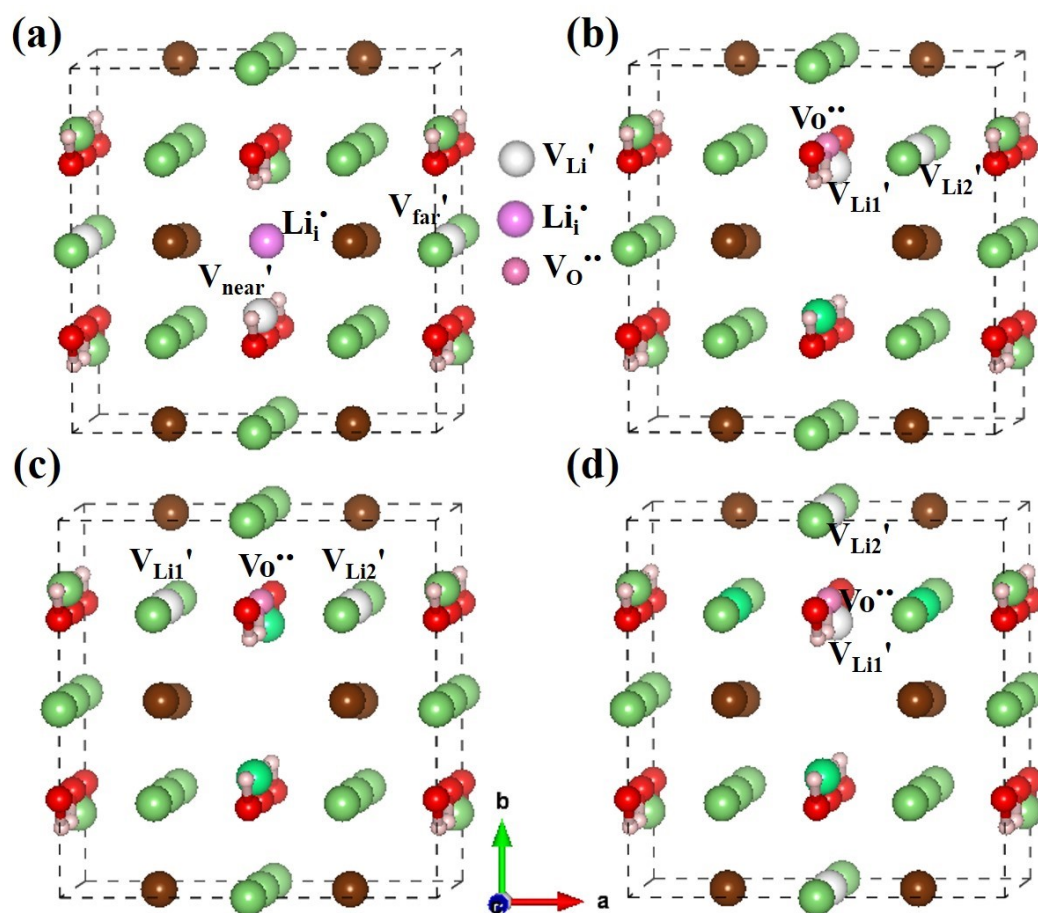 (a)
V_Li'
Li_i•
V_O••
Li_i•
V_far'
V_near'
(b)
Vo••
V_Li1'
V_Li2'
(c)
V_Li1'
Vo••
V_Li2'
(d)
V_Li2'
Vo••
V_Li1'
b
c
a